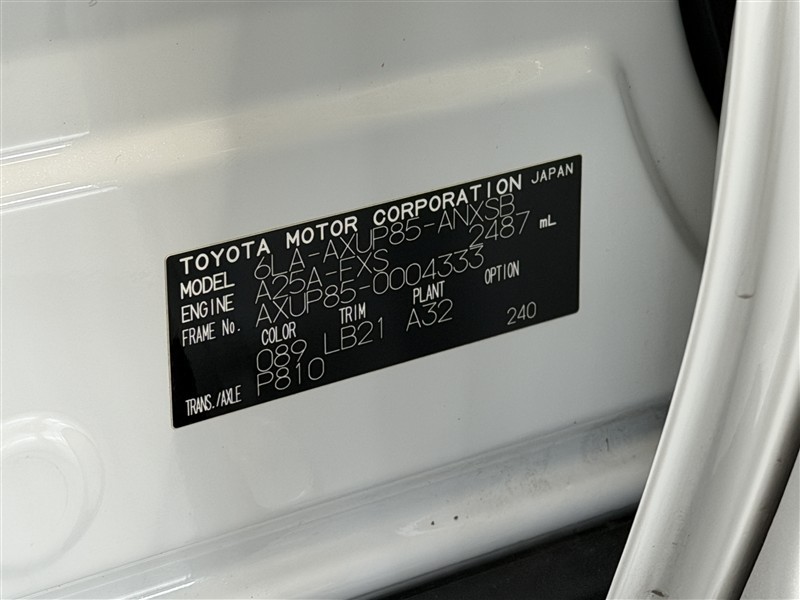 TOYOTA MOTOR CORPORATION JAPAN
MODEL 6LA-AXUP85-ANXSB
ENGINE A25A-FXS 2487 mL
FRAME No. AXUP85-0004333
COLOR TRIM PLANT OPTION
089 LB21 A32 240
TRANS./AXLE P810